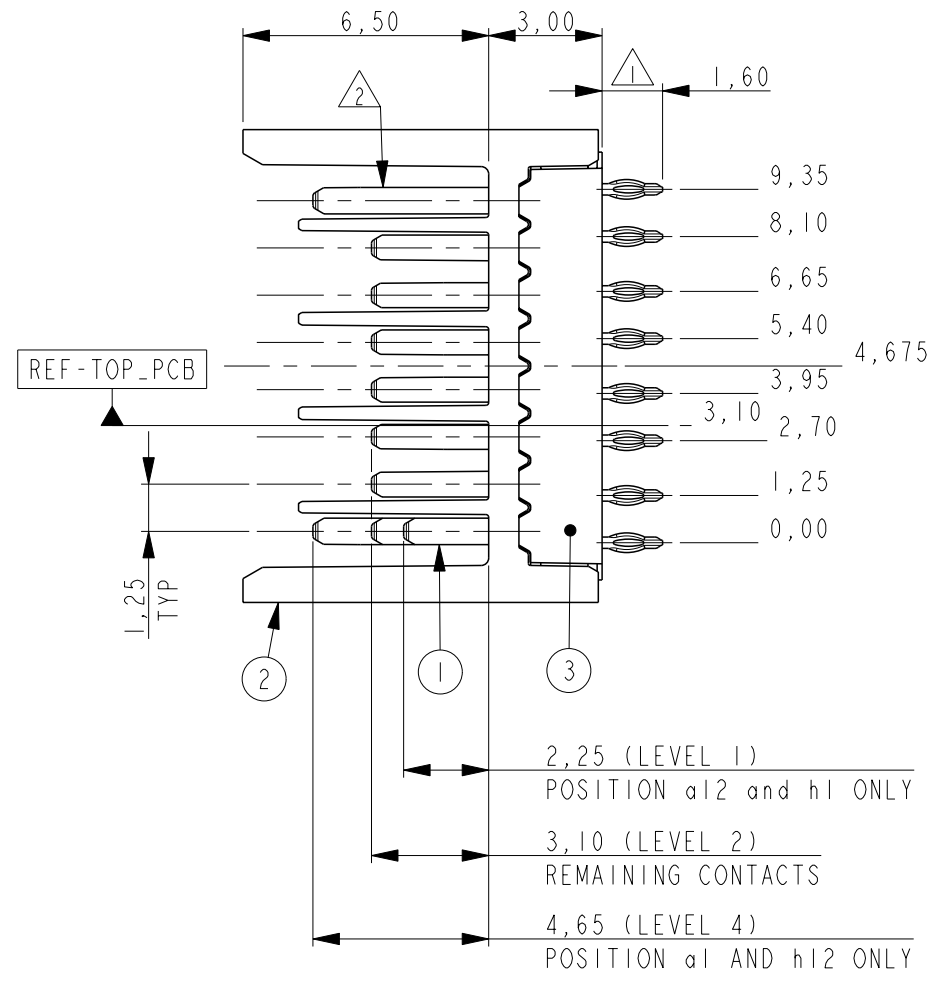 6,50
3,00
1
1,60
2
9,35
8,10
6,65
5,40
4,675
REF-TOP_PCB
3,95
3,10
2,70
1,25
0,00
1,25
TYP
2
1
3
2,25 (LEVEL 1)
POSITION a12 and h1 ONLY
3,10 (LEVEL 2)
REMAINING CONTACTS
4,65 (LEVEL 4)
POSITION a1 AND h12 ONLY